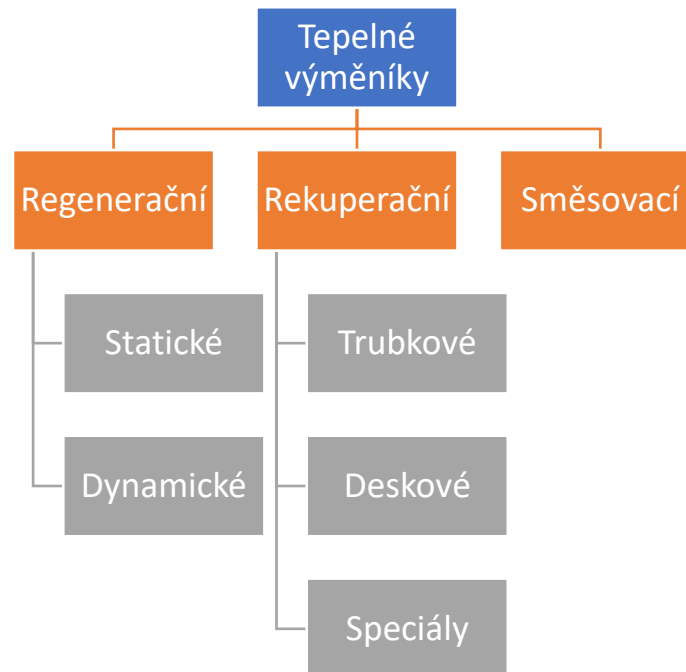 Tepelné
výměníky
Regenerační
Rekuperační
Směsovací
Statické
Trubkové
Dynamické
Deskové
Speciály